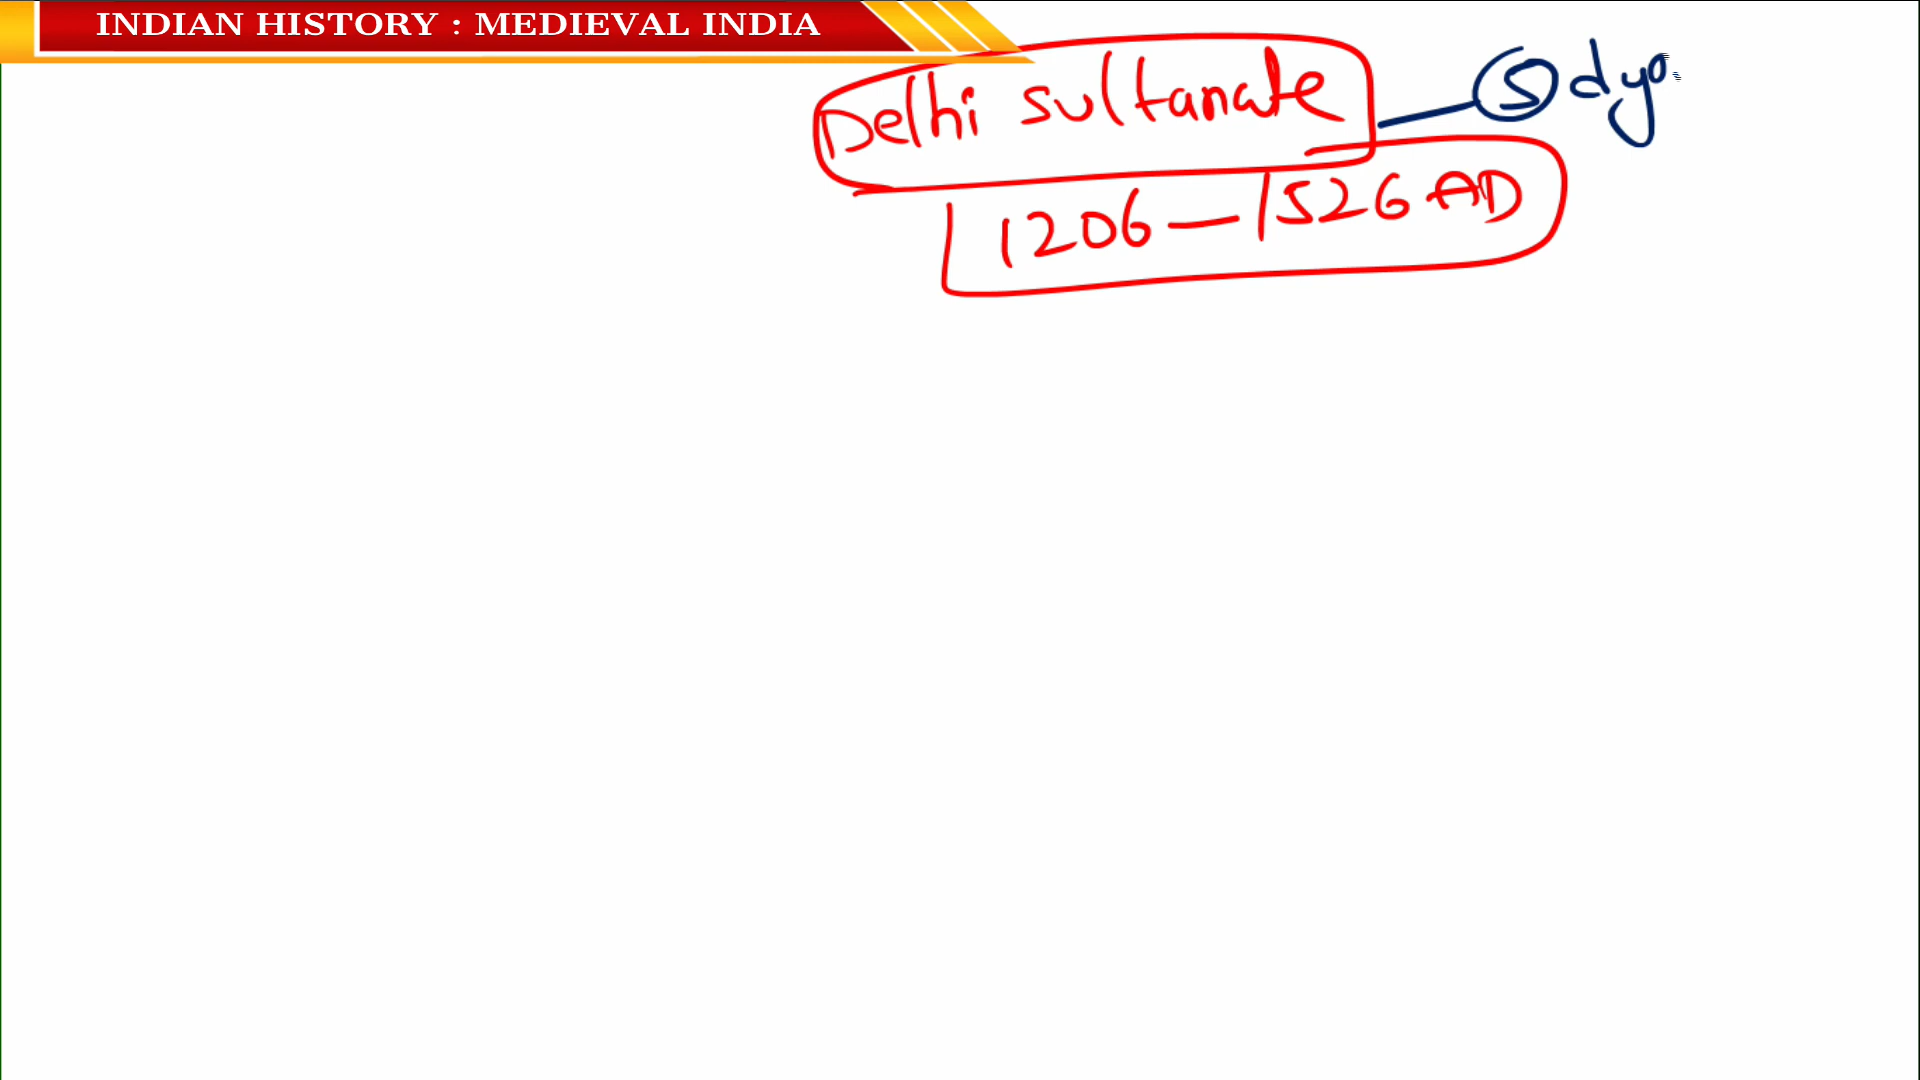 INDIAN HISTORY : MEDIEVAL INDIA
Delhi sultanate — 5 dy
1206 — 1526 AD